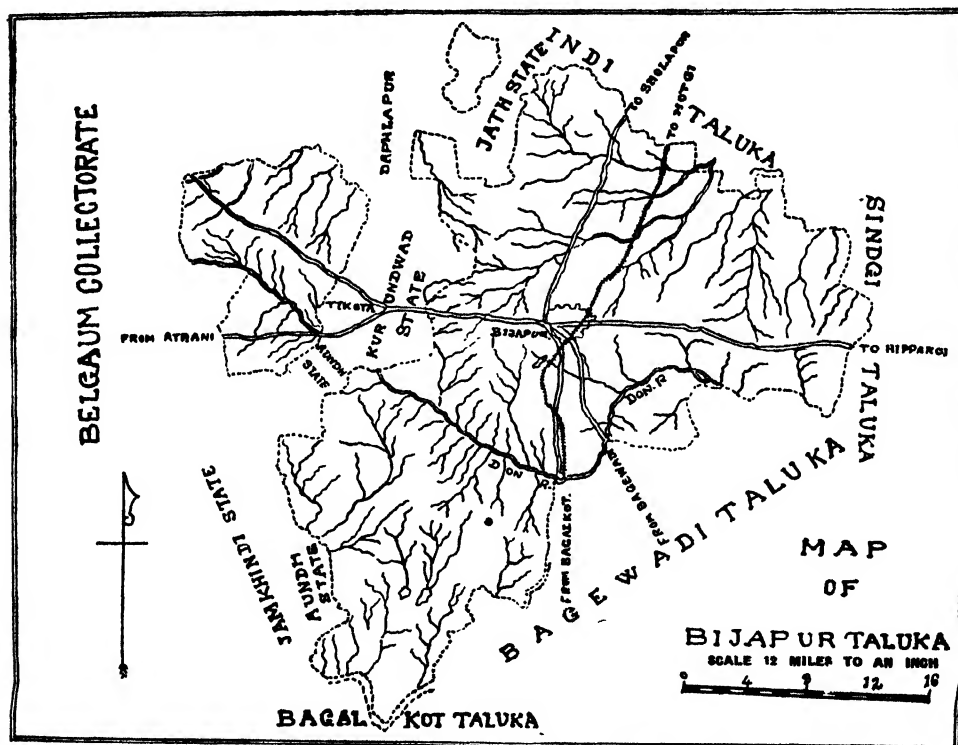 INDI
TALUKA
JATH STATE
DAPHLAPUR
TO SHOLAPUR
TO HOTGI
SINDGI
TALUKA
BELGAUM COLLECTORATE
KURUNDWAD
STATE
TIKOTA
BIJAPUR
FROM ATHANI
STATE
TO HIPPARGI
DON.R
DON R.
FROM BAGALKOT.
FROM BAGEWADI
BAGEWADI TALUKA
JAMKHINDI STATE
AUNDH
STATE
BAGALKOT TALUKA
MAP
OF
BIJAPUR TALUKA
SCALE 12 MILES TO AN INCH
0 4 8 12 16